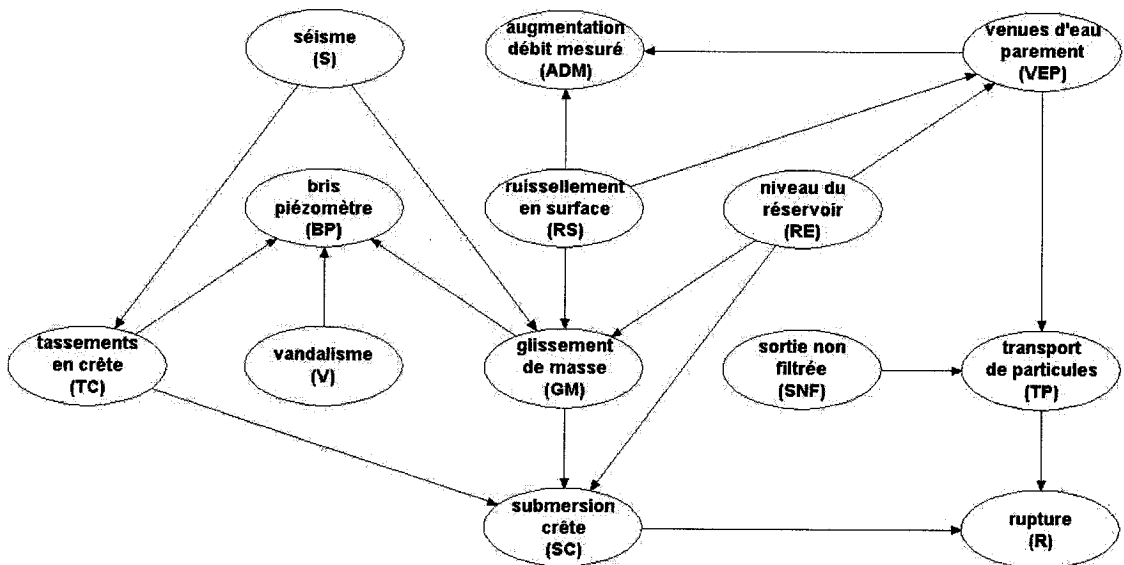 séisme
(S)
augmentation
débit mesuré
(ADM)
venues d'eau
parement
(VEP)
bris
piézomètre
(BP)
ruissellement
en surface
(RS)
niveau du
réservoir
(RE)
tassements
en crête
(TC)
vandalisme
(V)
glissement
de masse
(GM)
sortie non
filtrée
(SNF)
transport
de particules
(TP)
submersion
crête
(SC)
rupture
(R)